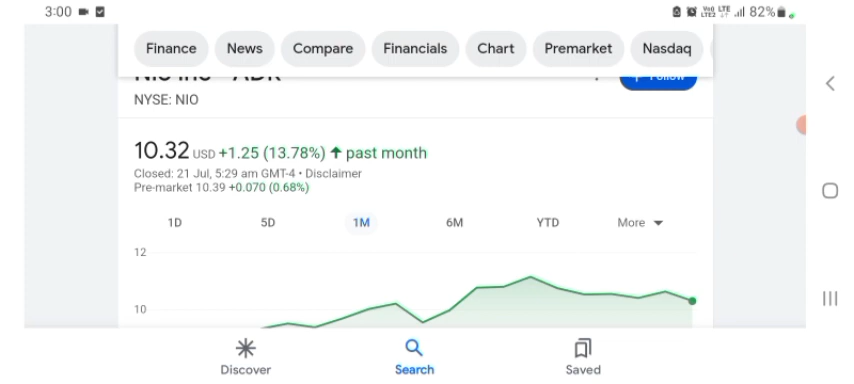 3:00
82%
Finance News Compare Financials Chart Premarket Nasdaq
NYSE: NIO
10.32 USD +1.25 (13.78%) ↑ past month
Closed: 21 Jul, 5:29 am GMT-4 • Disclaimer
Pre-market 10.39 +0.070 (0.68%)
1D 5D 1M 6M YTD More
12
10
Discover Search Saved